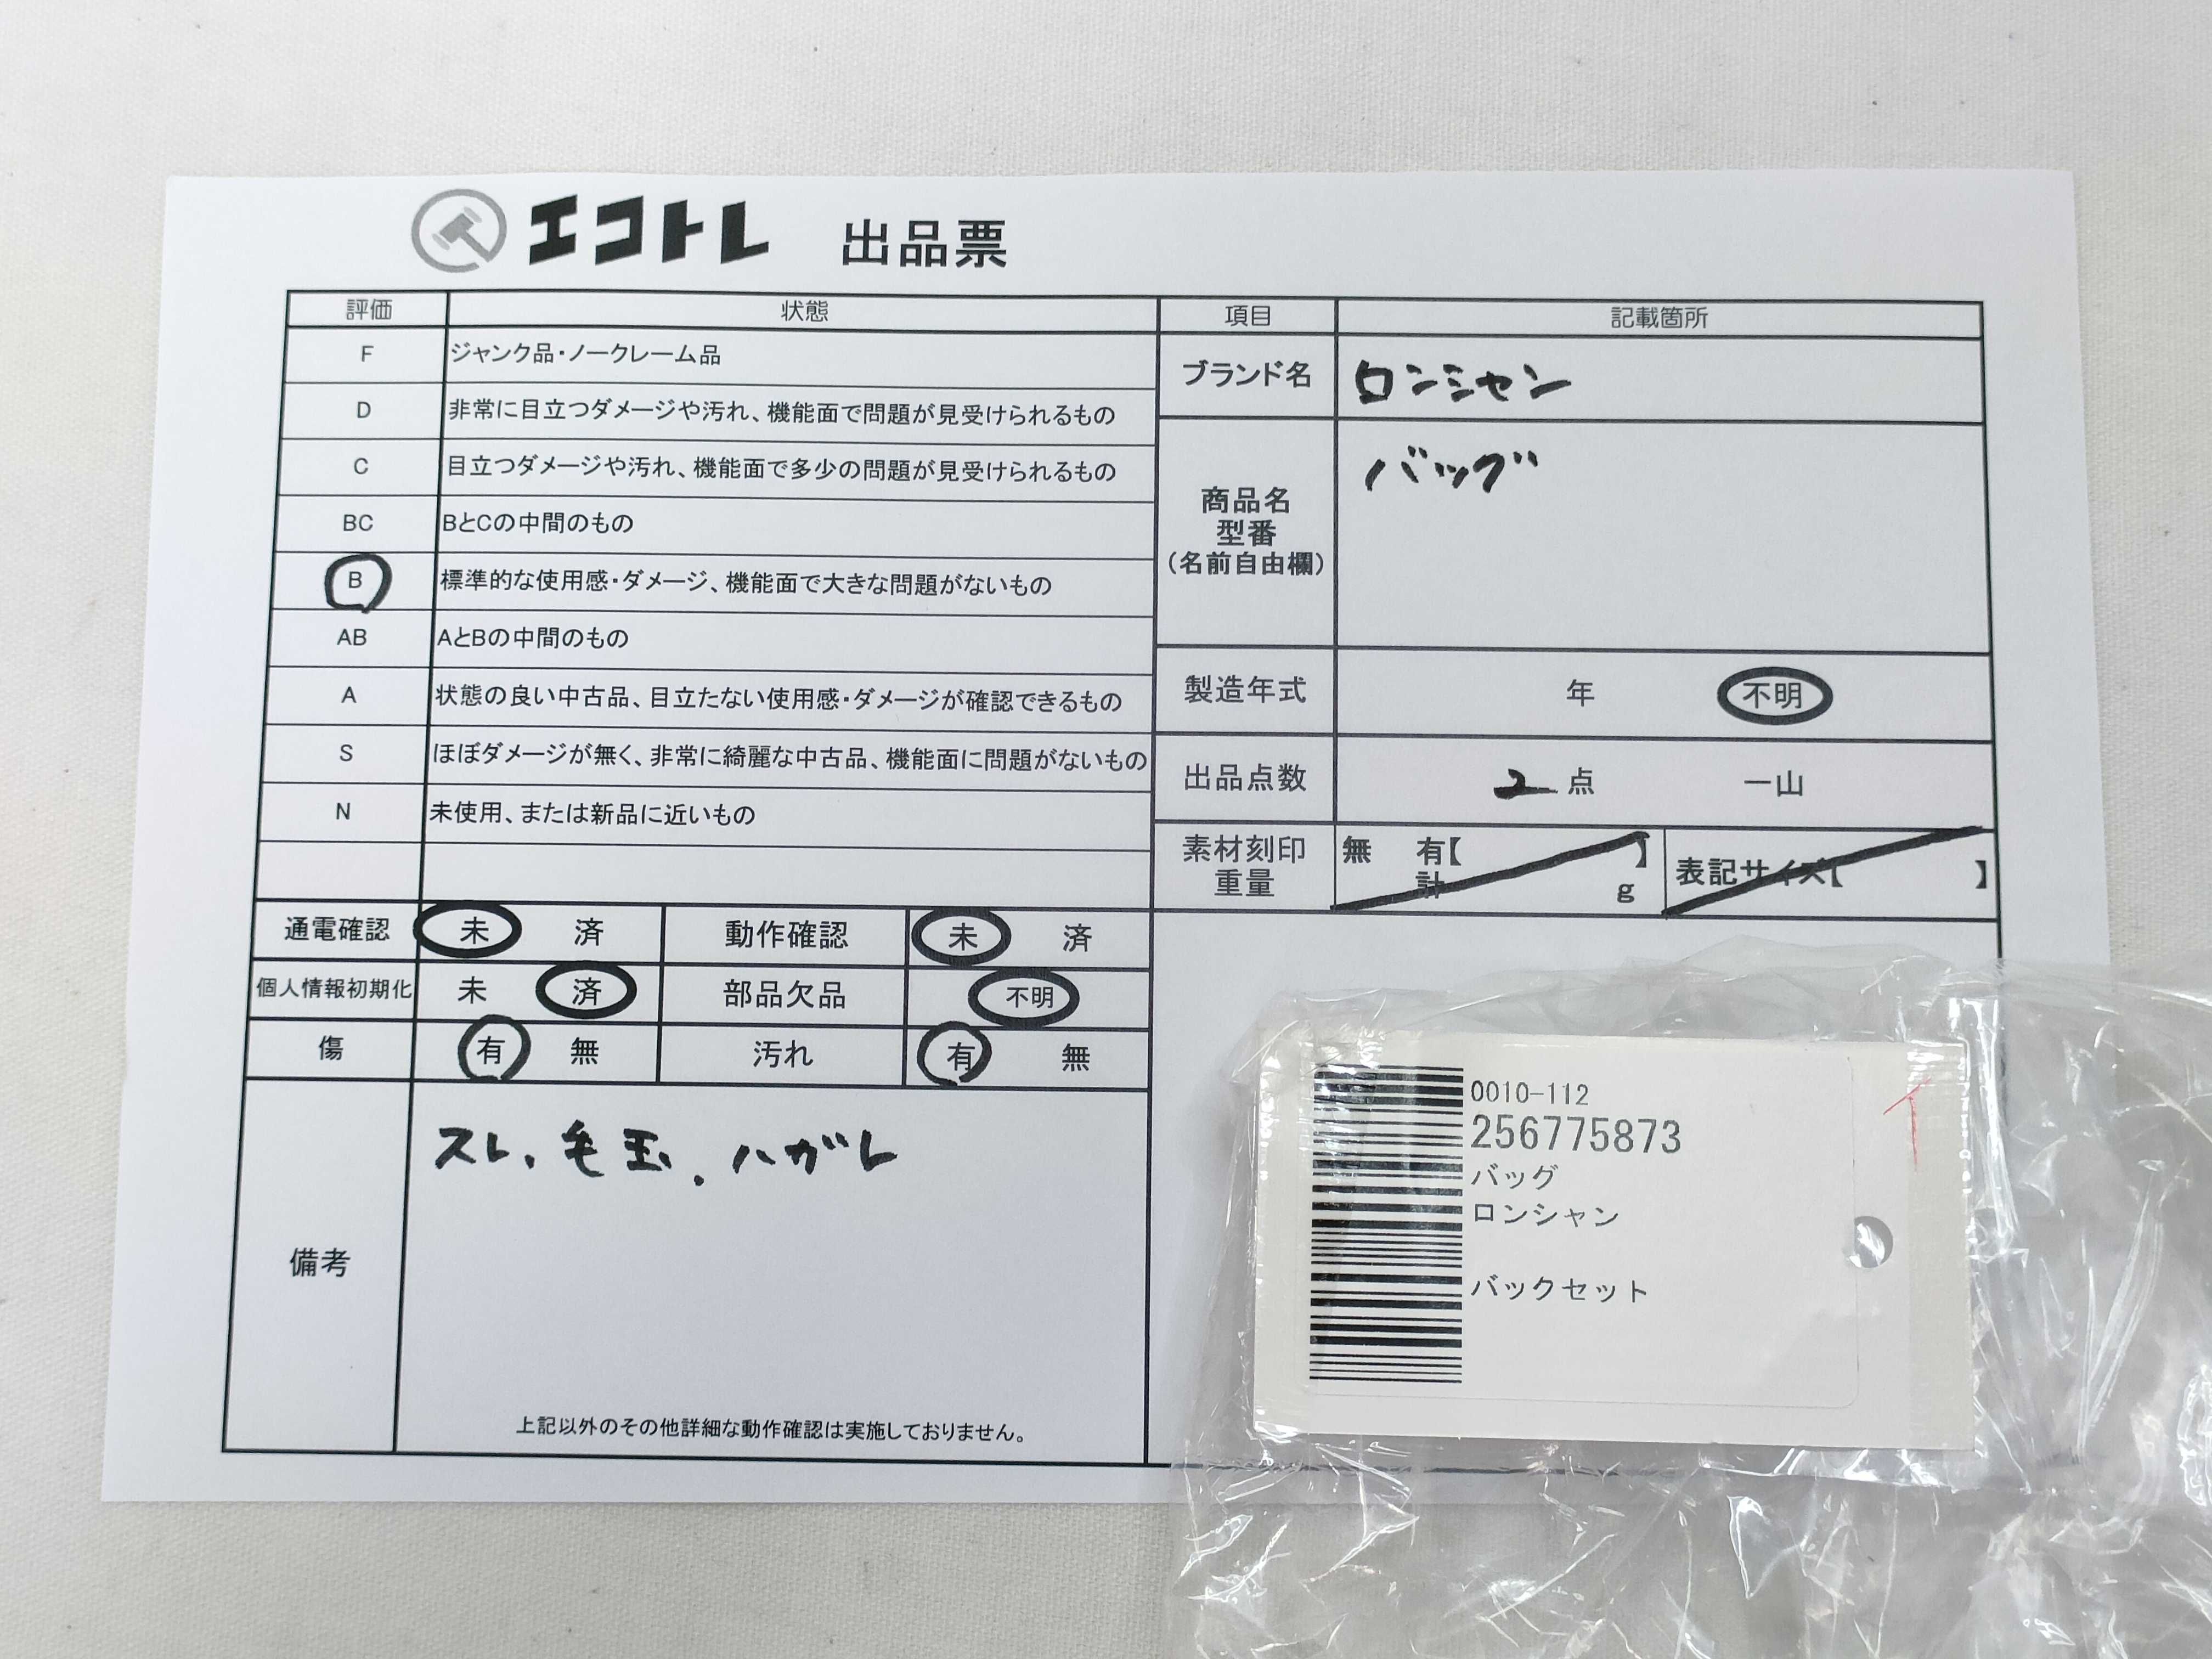 エコトレ 出品票
評価 状態
F ジャンク品・ノークレーム品
D 非常に目立つダメージや汚れ、機能面で問題が見受けられるもの
C 目立つダメージや汚れ、機能面で多少の問題が見受けられるもの
BC BとCの中間のもの
B 標準的な使用感・ダメージ、機能面で大きな問題がないもの
AB AとBの中間のもの
A 状態の良い中古品、目立たない使用感・ダメージが確認できるもの
S ほぼダメージが無く、非常に綺麗な中古品、機能面に問題がないもの
N 未使用、または新品に近いもの
通電確認 未 済 動作確認 未 済
個人情報初期化 未 済 部品欠品 不明
傷 有 無 汚れ 有 無
備考
スレ、毛玉、ハガレ
上記以外のその他詳細な動作確認は実施しておりません。
項目 記載箇所
ブランド名 ロンシャン
商品名
型番
(名前自由欄)
バッグ
製造年式 年 不明
出品点数 2点 一山
素材刻印
重量
無 有【 】
計 g
表記サイズ【 】
0010-112
256775873
バッグ
ロンシャン
バックセット